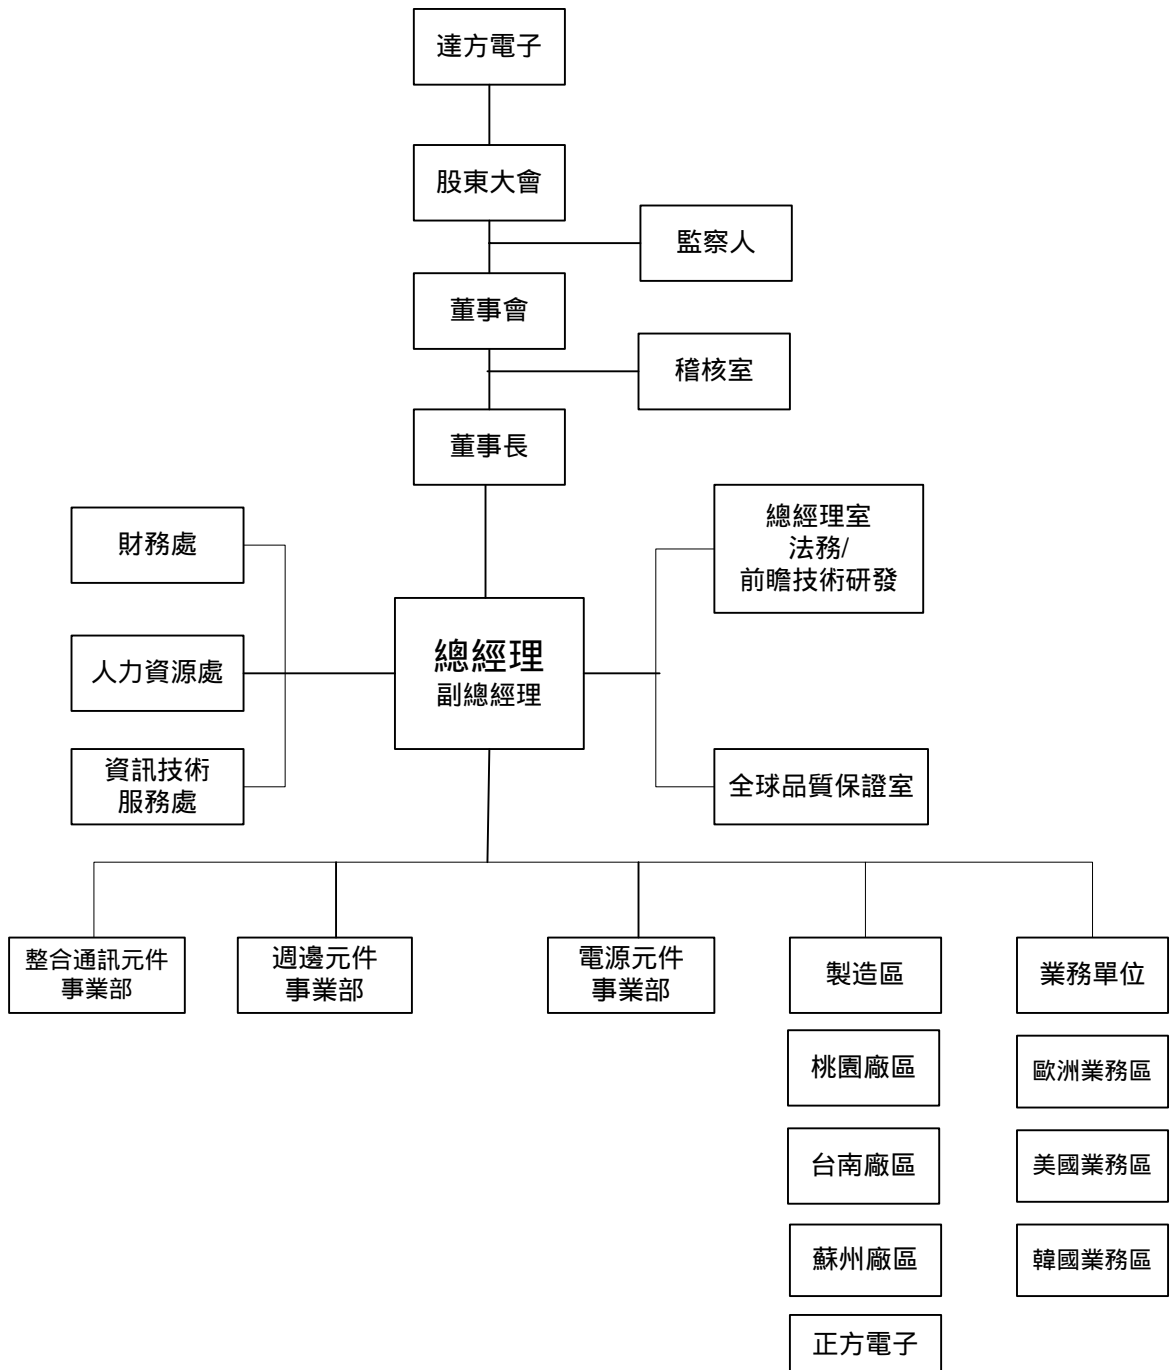 達方電子
股東大會
監察人
董事會
稽核室
董事長
財務處
總經理室
法務/
前瞻技術研發
人力資源處
總經理
副總經理
資訊技術
服務處
全球品質保證室
整合通訊元件
事業部
週邊元件
事業部
電源元件
事業部
製造區
業務單位
桃園廠區
歐洲業務區
台南廠區
美國業務區
蘇州廠區
韓國業務區
正方電子